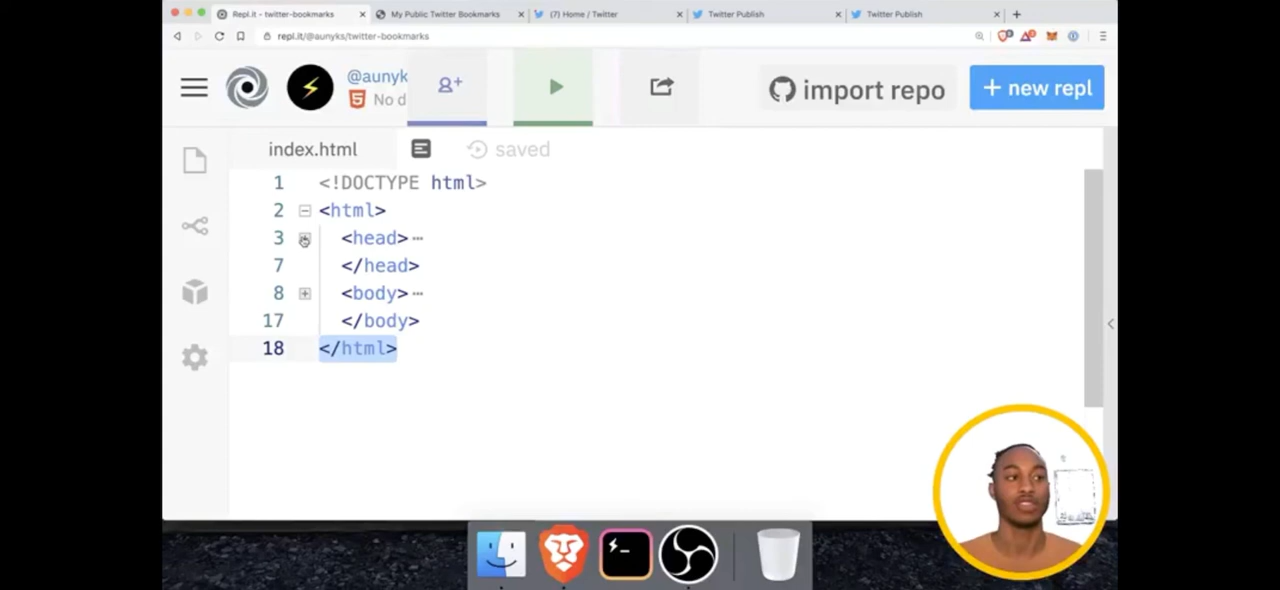 Repl.it - twitter-bookmarks
My Public Twitter Bookmarks
(7) Home / Twitter
Twitter Publish
Twitter Publish
repl.it/@aunyks/twitter-bookmarks
@aunyk
No d
import repo
+ new repl
index.html
saved
1 <!DOCTYPE html>
2 <html>
3 <head>
7 </head>
8 <body>
17 </body>
18 </html>